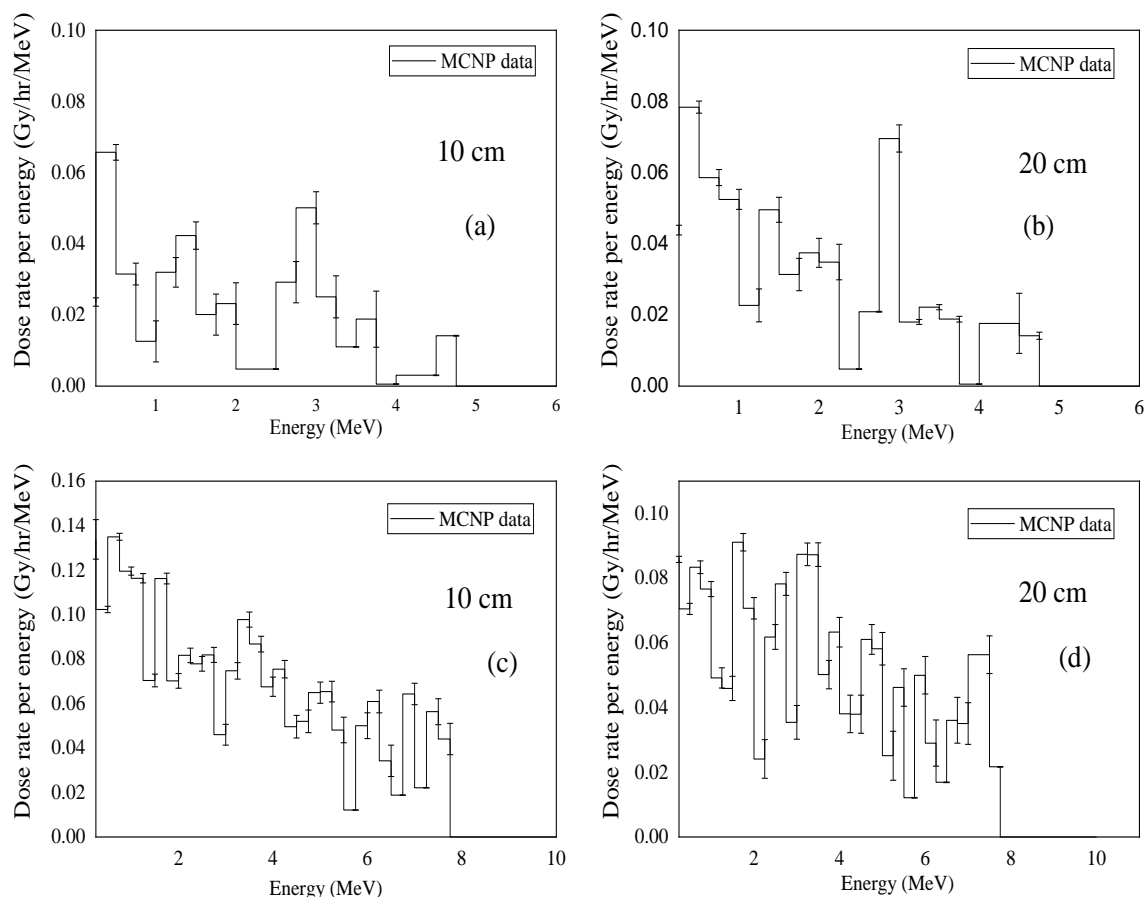 Dose rate per energy (Gy/hr/MeV)
0.10
0.08
0.06
0.04
0.02
0.00
MCNP data
10 cm
(a)
1 2 3 4 5 6
Energy (MeV)
Dose rate per energy (Gy/hr/MeV)
0.10
0.08
0.06
0.04
0.02
0.00
MCNP data
20 cm
(b)
1 2 3 4 5 6
Energy (MeV)
Dose rate per energy (Gy/hr/MeV)
0.16
0.14
0.12
0.10
0.08
0.06
0.04
0.02
0.00
MCNP data
10 cm
(c)
2 4 6 8 10
Energy (MeV)
Dose rate per energy (Gy/hr/MeV)
0.10
0.08
0.06
0.04
0.02
0.00
MCNP data
20 cm
(d)
2 4 6 8 10
Energy (MeV)